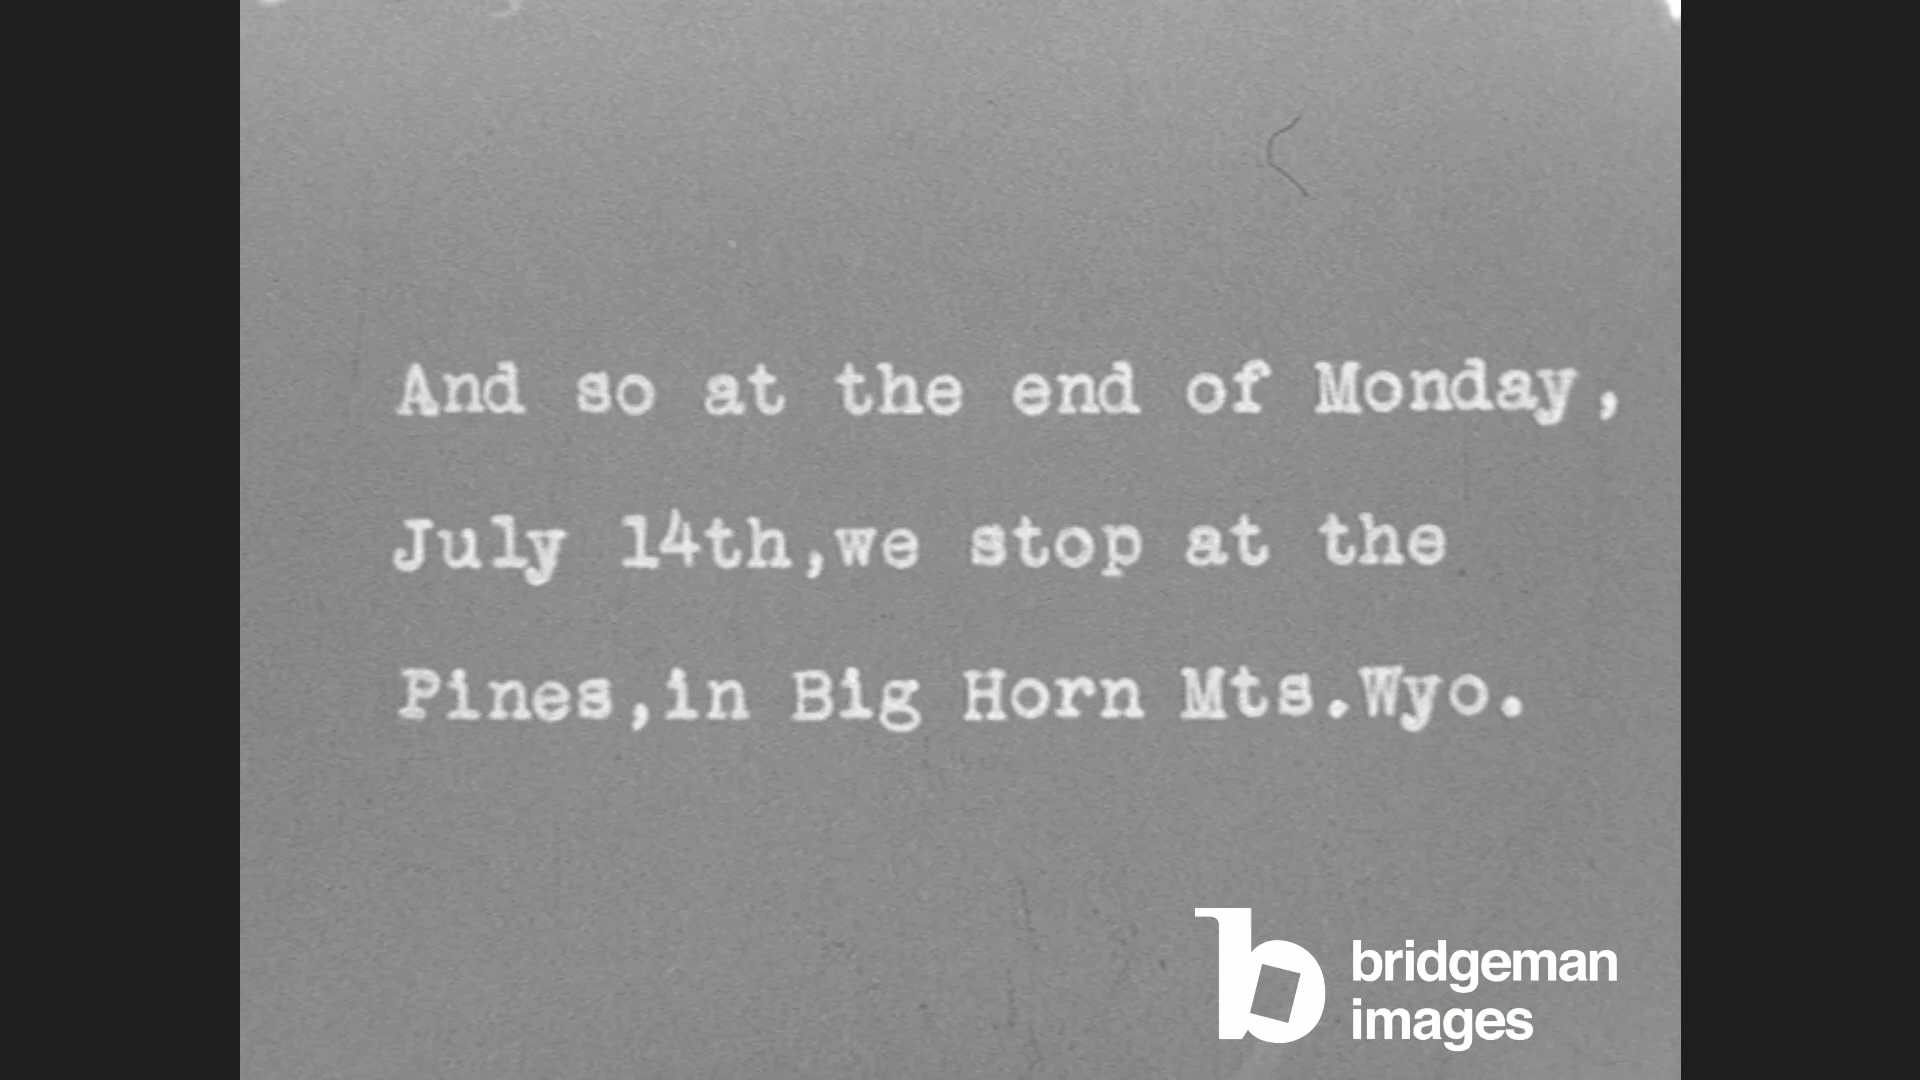 And so at the end of Monday,
July 14th,we stop at the
Pines,in Big Horn Mts.Wyo.
bridgeman
images